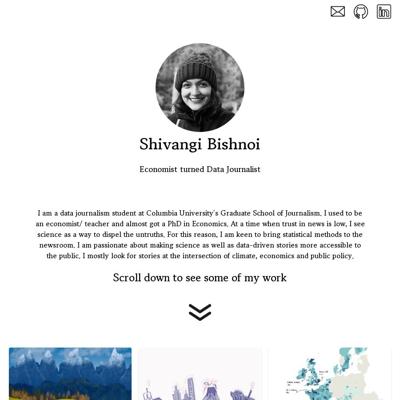 Shivangi Bishnoi
Economist turned Data Journalist
I am a data journalism student at Columbia University's Graduate School of Journalism. I used to be
an economist/ teacher and almost got a PhD in Economics. At a time when trust in news is low, I see
science as a way to dispel the untruths. For this reason, I am keen to bring statistical methods to the
newsroom. I am passionate about making science as well as data-driven stories more accessible to
the public. I mostly look for stories at the intersection of climate, economics and public policy.
Scroll down to see some of my work